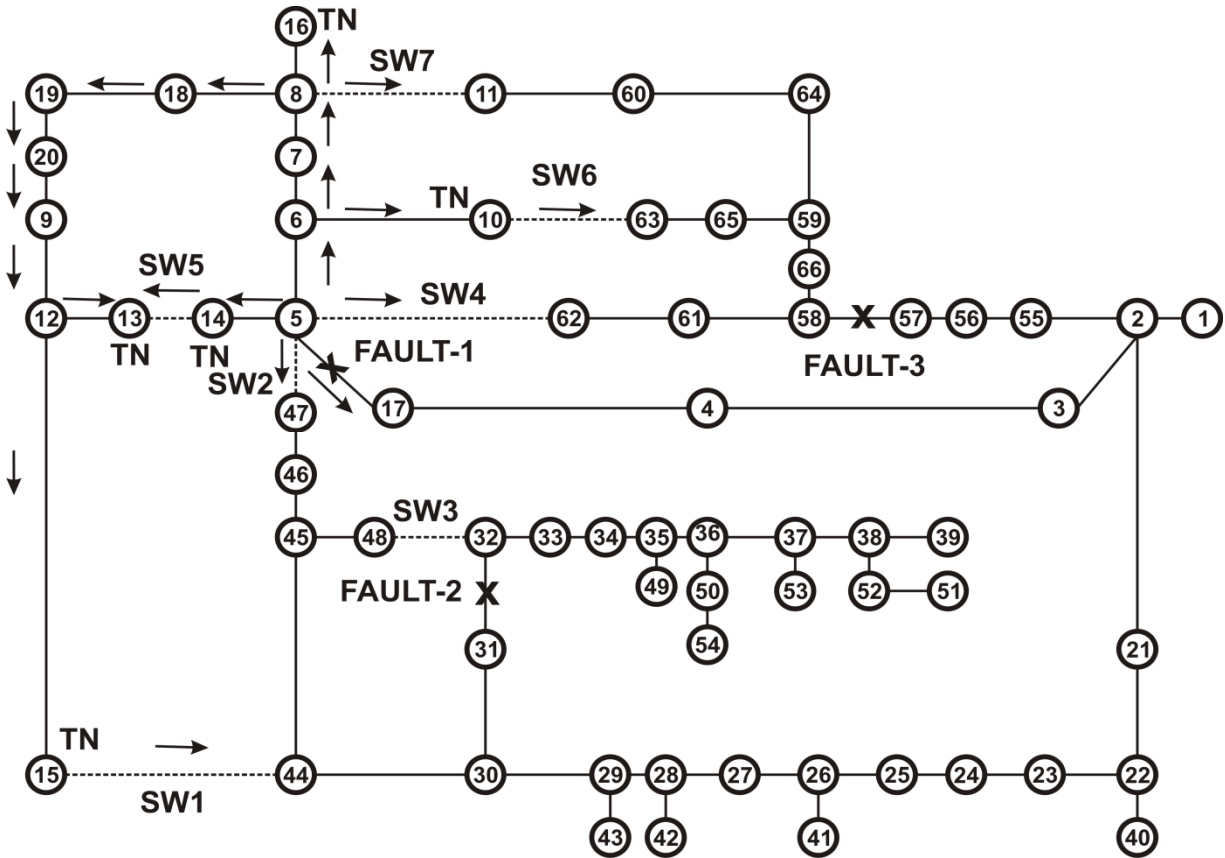 16 TN
SW7
19 18 8 11 60 64
20 7
SW6
TN
9 6 10 63 65 59
66
SW5
SW4
12 13 14 5 62 61 58 X 57 56 55 2 1
TN TN
FAULT-1
FAULT-3
SW2 X
47 17 4 3
46
SW3
45 48 32 33 34 35 36 37 38 39
FAULT-2 X
49 50 53 52 51
31 54 21
TN
15 44 30 29 28 27 26 25 24 23 22
SW1
43 42 41 40